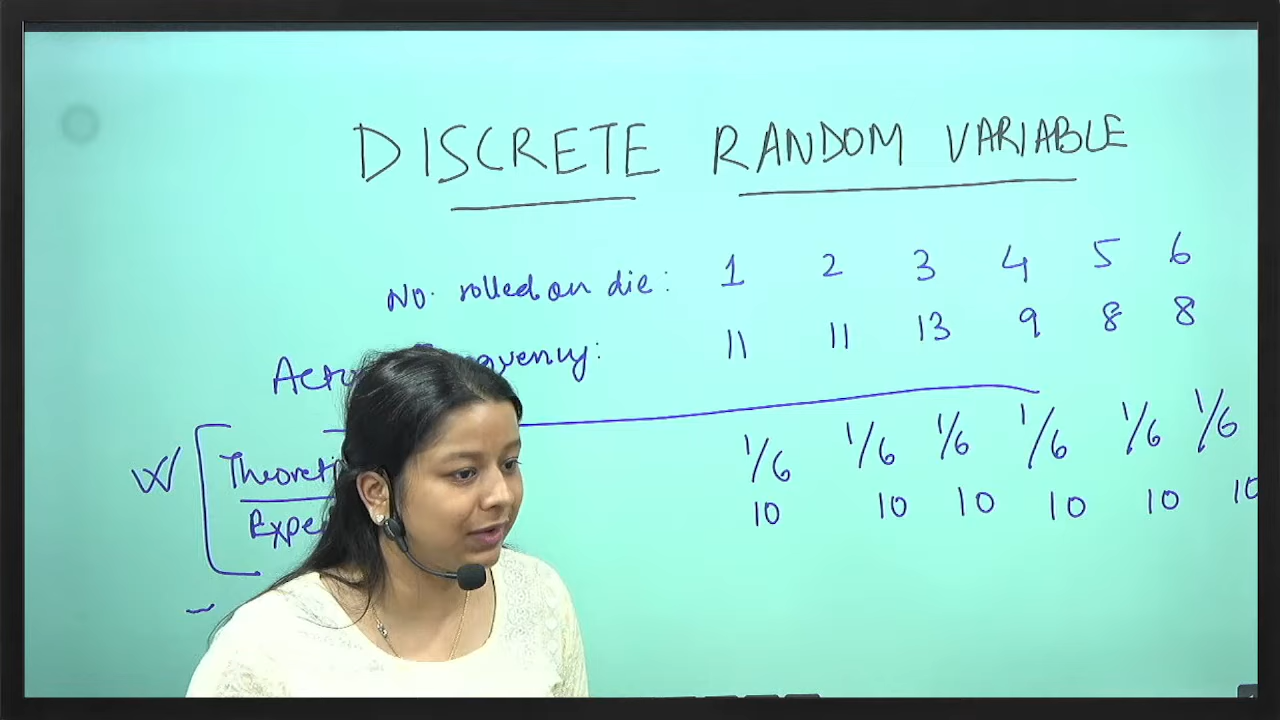 DISCRETE RANDOM VARIABLE
No. rolled on die: 1 2 3 4 5 6
11 11 13 9 8 8
1/6 1/6 1/6 1/6 1/6 1/6
10 10 10 10 10 10